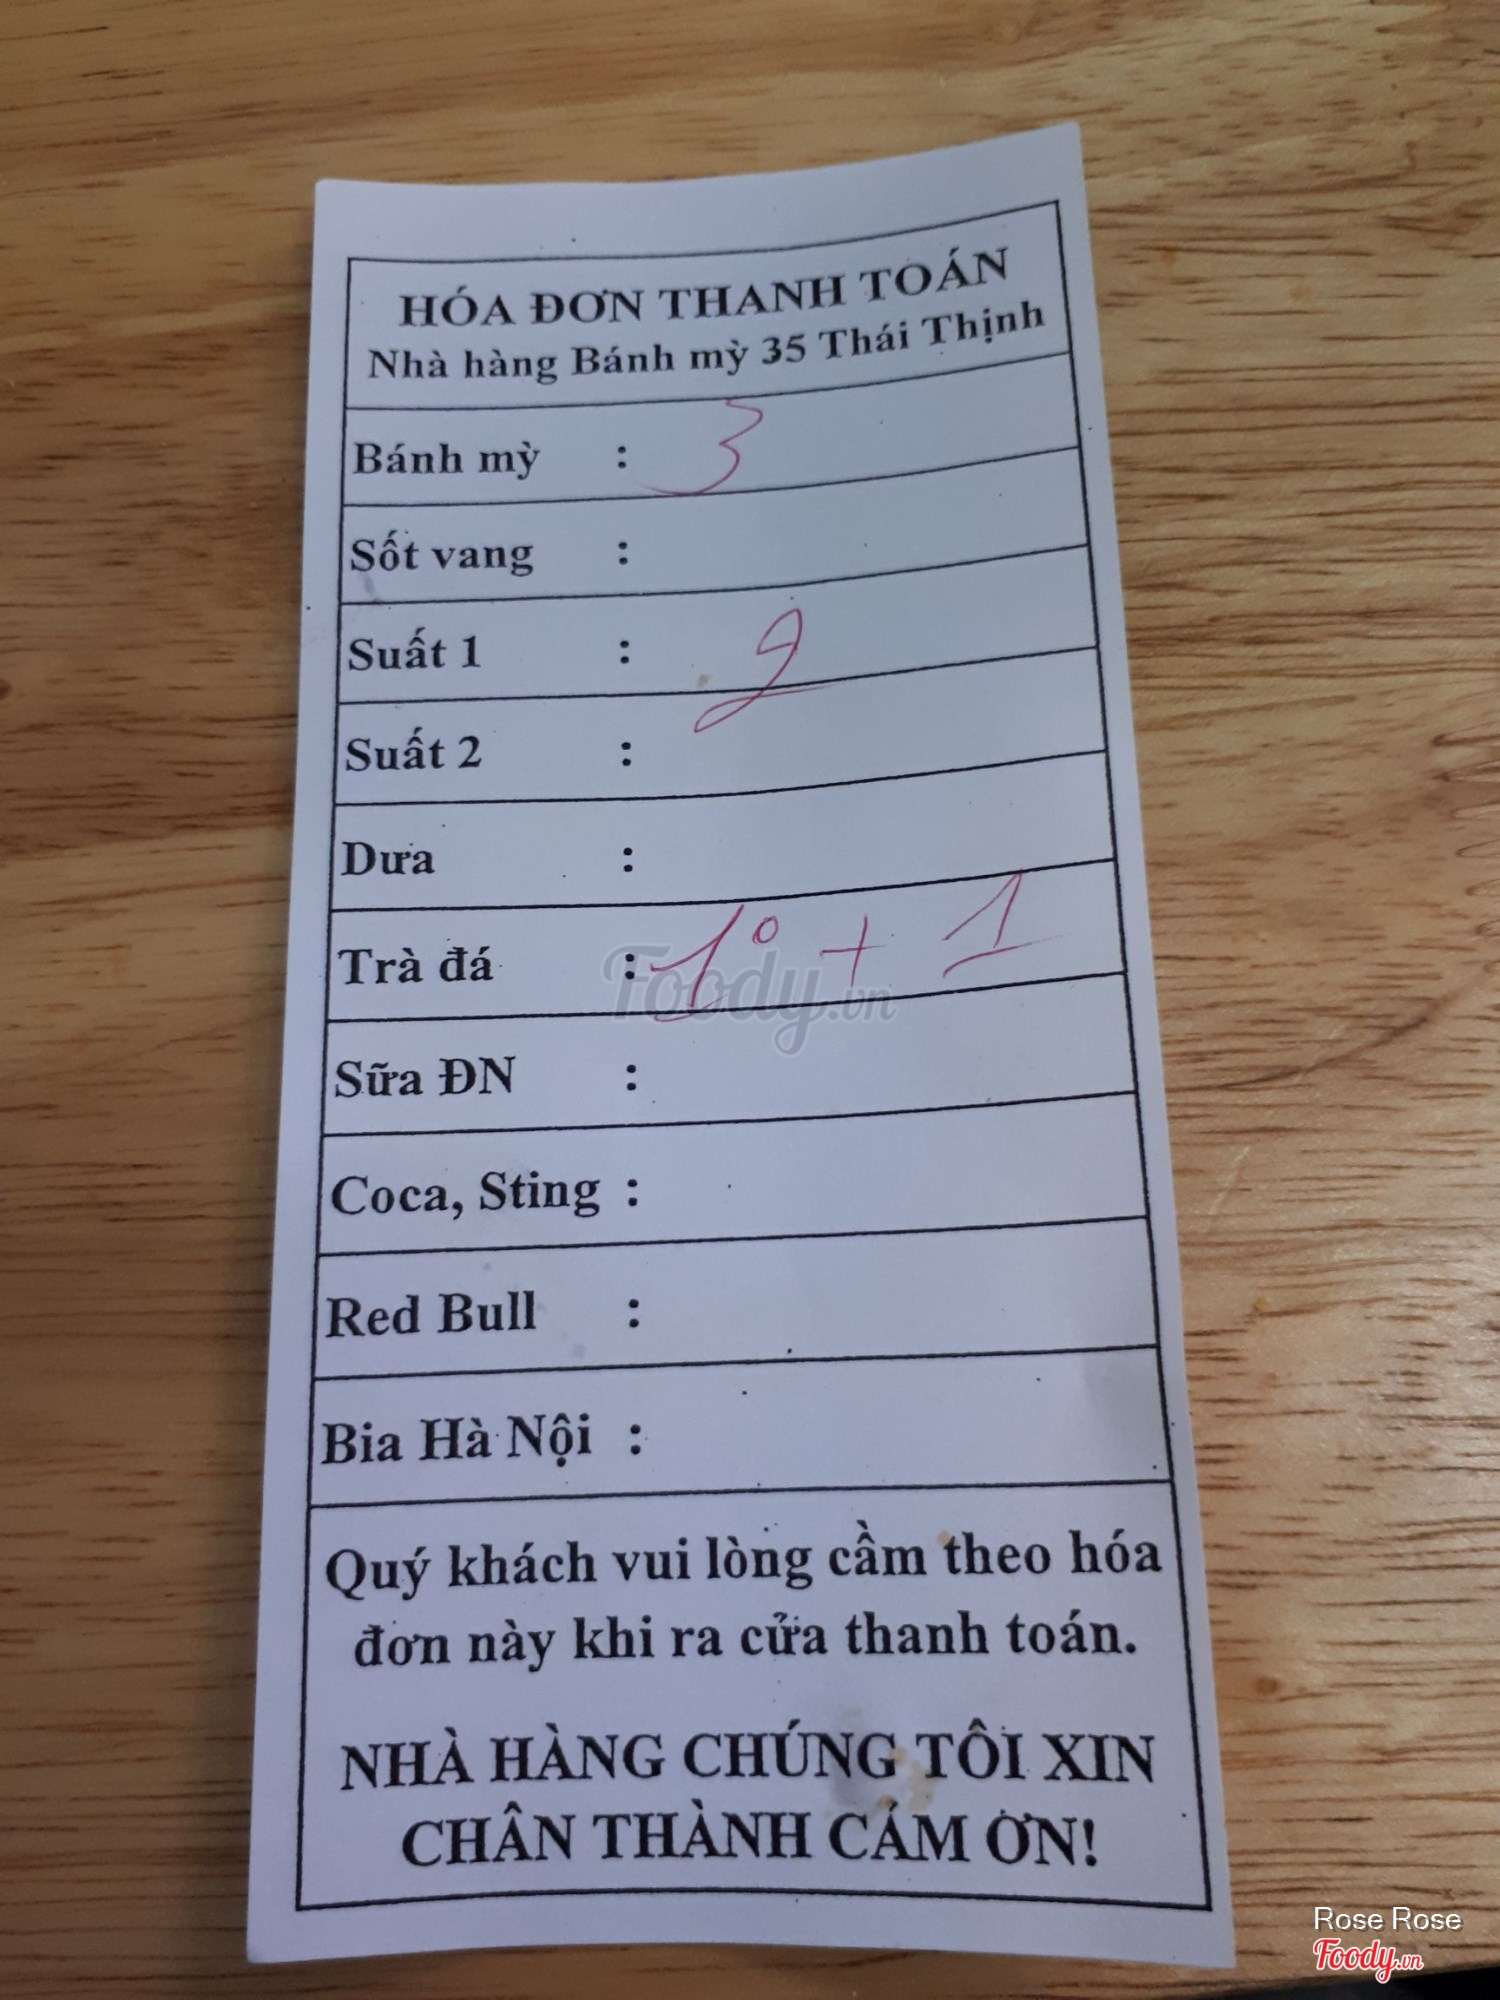 HÓA ĐƠN THANH TOÁN
Nhà hàng Bánh mỳ 35 Thái Thịnh
Bánh mỳ : 3
Sốt vang :
Suất 1 : 2
Suất 2 :
Dưa :
Trà đá : 1° + 1
Sữa ĐN :
Coca, Sting :
Red Bull :
Bia Hà Nội :
Quý khách vui lòng cầm theo hóa
đơn này khi ra cửa thanh toán.
NHÀ HÀNG CHÚNG TÔI XIN
CHÂN THÀNH CẢM ƠN!
Foody.vn
Rose Rose
Foody.vn